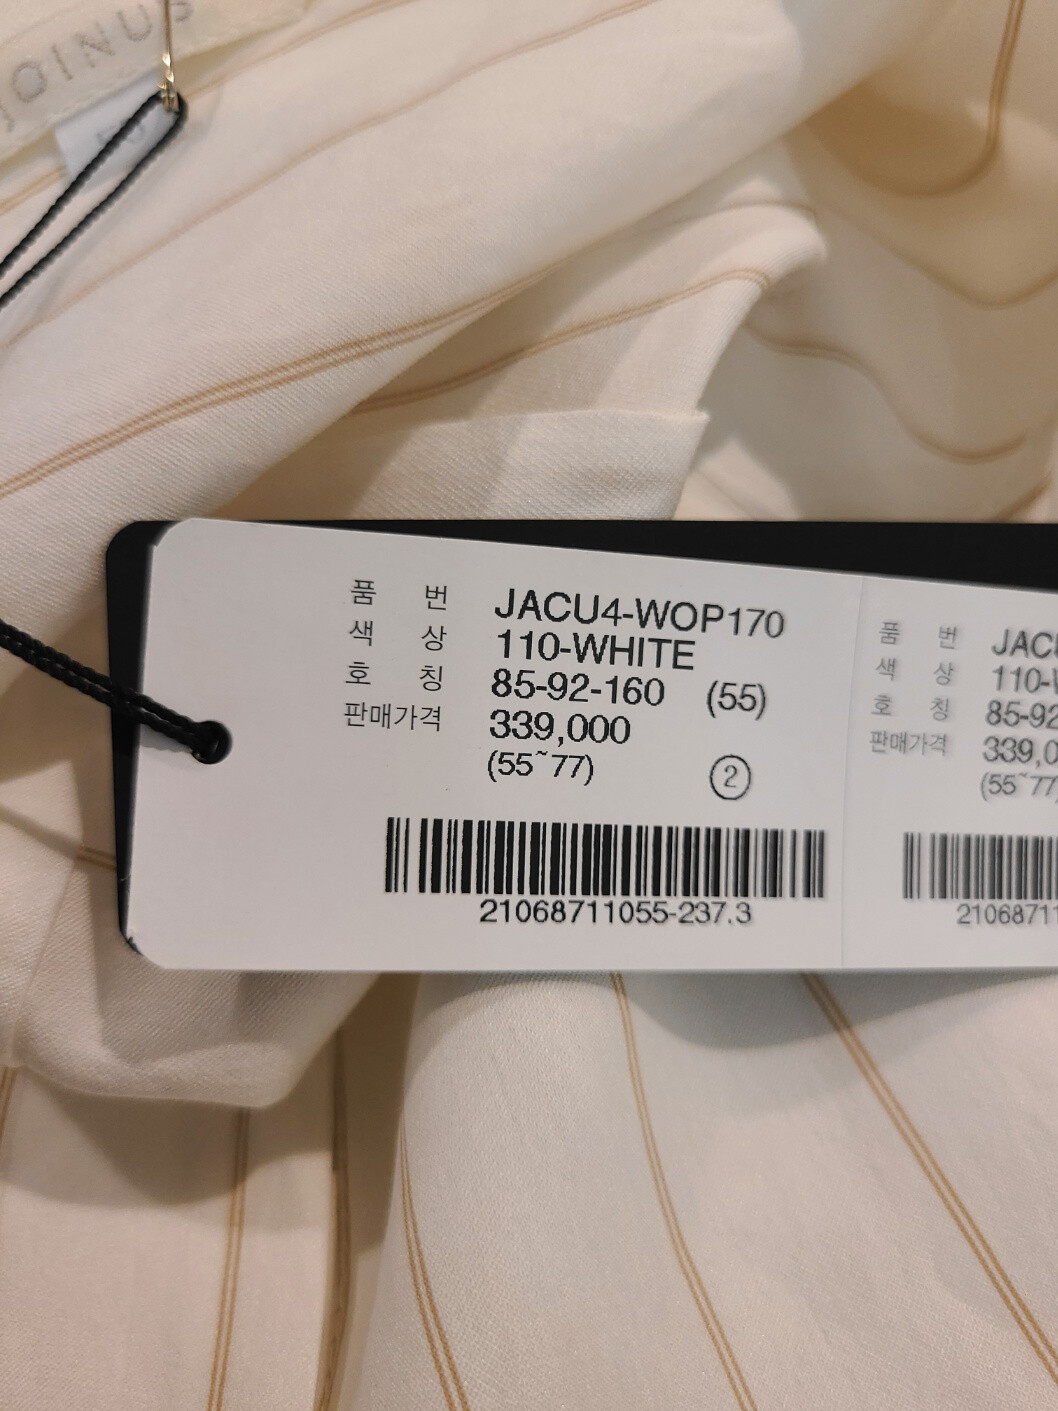 JOINUS
품 번 JACU4-WOP170
색 상 110-WHITE
호 칭 85-92-160 (55)
판매가격 339,000
(55~77) ②
21068711055-237.3
품 번 JACU
색 상 110-
호 칭 85-92
판매가격 339,0
(55~77)
21068711